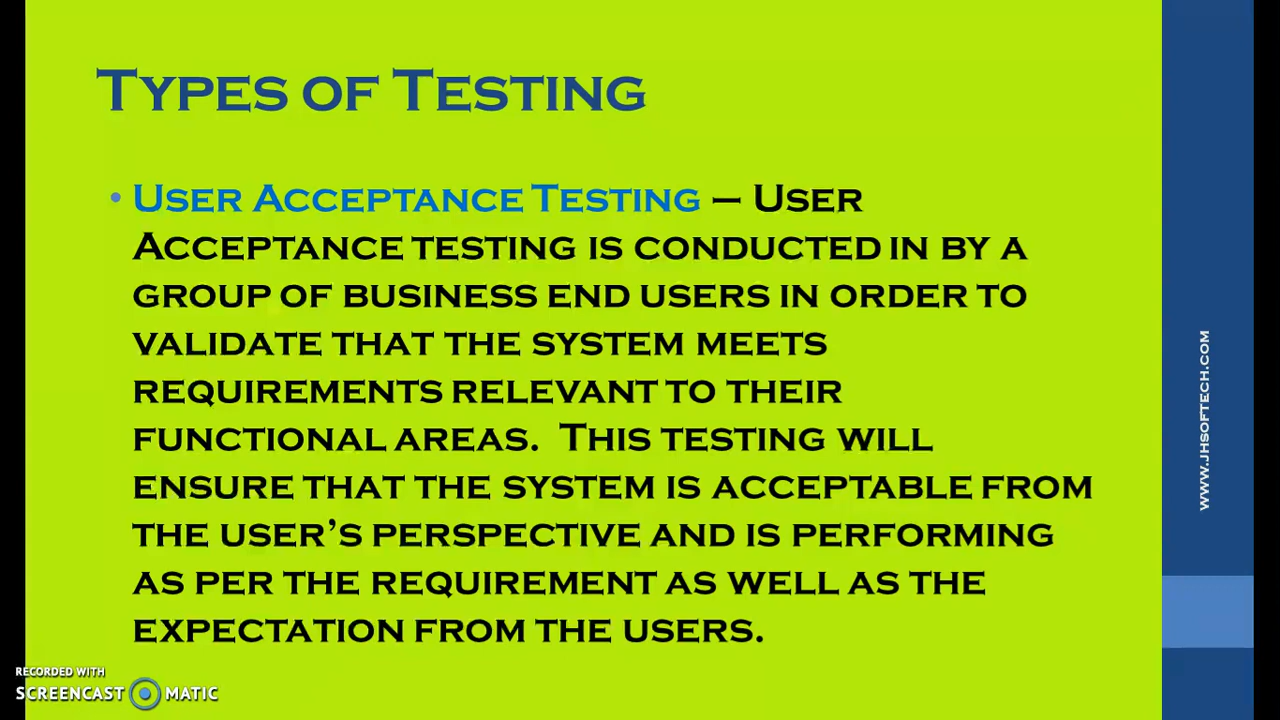 Types of Testing
• User Acceptance Testing – User
Acceptance testing is conducted in by a
group of business end users in order to
validate that the system meets
requirements relevant to their
functional areas.  This testing will
ensure that the system is acceptable from
the user’s perspective and is performing
as per the requirement as well as the
expectation from the users.
www.jhsoftech.com
RECORDED WITH
SCREENCAST MATIC